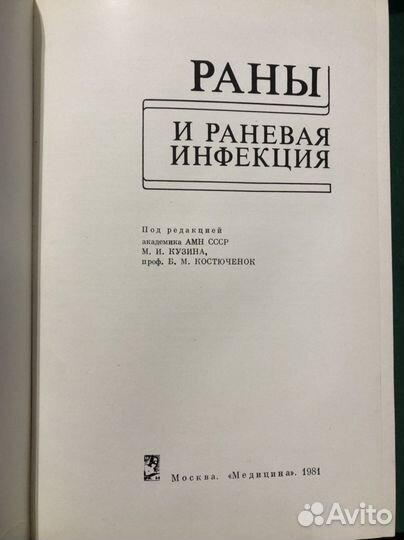 РАНЫ
И РАНЕВАЯ
ИНФЕКЦИЯ
Под редакцией
академика АМН СССР
М. И. КУЗИНА,
проф. Б. М. КОСТЮЧЕНОК
Москва. «Медицина». 1981
Avito